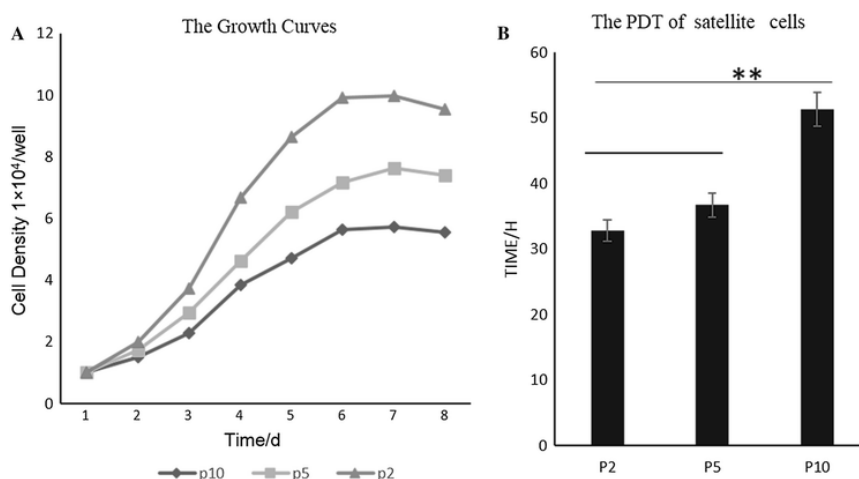 A
The Growth Curves
12
10
8
6
4
2
0
Cell Density 1×10⁴/well
1 2 3 4 5 6 7 8
Time/d
p10 p5 p2
B
The PDT of satellite cells
60
50
40
30
20
10
0
TIME/H
**
P2 P5 P10